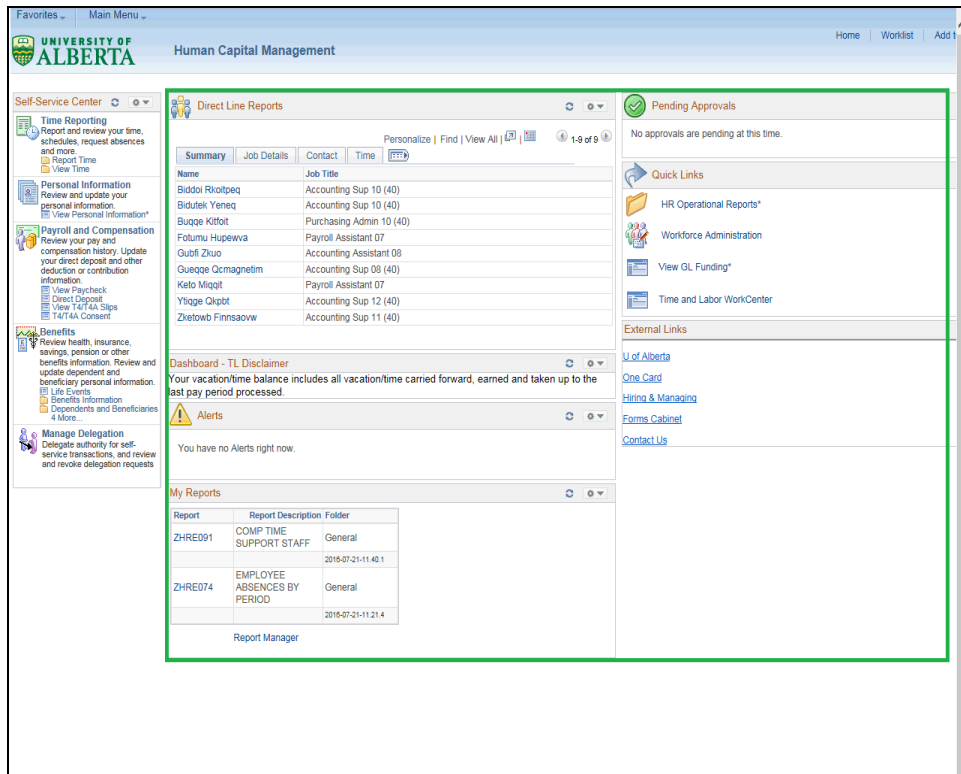 Favorites Main Menu
UNIVERSITY OF
ALBERTA
Human Capital Management
Home Worklist Add t
Self-Service Center
Time Reporting
Report and review your time,
schedules, request absences
and more.
Report Time
View Time
Personal Information
Review and update your
personal information.
View Personal Information*
Payroll and Compensation
Review your pay and
compensation history. Update
your direct deposit and other
deduction or contribution
information.
View Paycheck
Direct Deposit
View T4/T4A Slips
T4/T4A Consent
Benefits
Review health, insurance,
savings, pension or other
benefits information. Review and
update dependent and
beneficiary personal information.
Life Events
Benefits Information
Dependents and Beneficiaries
4 More...
Manage Delegation
Delegate authority for self-
service transactions, and review
and revoke delegation requests
Direct Line Reports
Personalize | Find | View All | | 1-9 of 9
Summary Job Details Contact Time
Name Job Title
Biddoi Rkoitpeq Accounting Sup 10 (40)
Bidutek Yeneq Accounting Sup 10 (40)
Buqqe Kitfoit Purchasing Admin 10 (40)
Fotumu Hupewva Payroll Assistant 07
Gubfi Zkuo Accounting Assistant 08
Gueqqe Qcmagnetim Accounting Sup 08 (40)
Keto Miqqit Payroll Assistant 07
Ytiqge Qkpbt Accounting Sup 12 (40)
Zketowb Finnsaovw Accounting Sup 11 (40)
Dashboard - TL Disclaimer
Your vacation/time balance includes all vacation/time carried forward, earned and taken up to the
last pay period processed.
Alerts
You have no Alerts right now.
My Reports
Report Report Description Folder
ZHRE091 COMP TIME
SUPPORT STAFF General
2016-07-21-11.40.1
ZHRE074 EMPLOYEE
ABSENCES BY
PERIOD General
2016-07-21-11.21.4
Report Manager
Pending Approvals
No approvals are pending at this time.
Quick Links
HR Operational Reports*
Workforce Administration
View GL Funding*
Time and Labor WorkCenter
External Links
U of Alberta
One Card
Hiring & Managing
Forms Cabinet
Contact Us